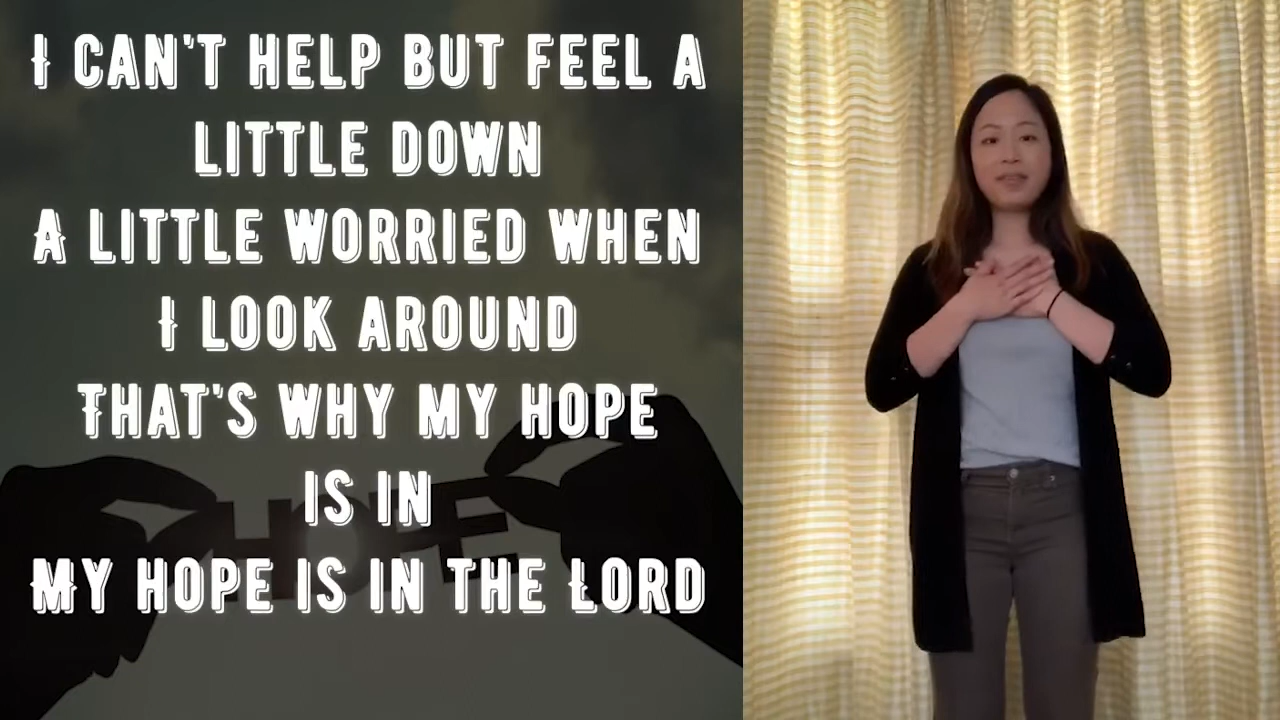 I CAN'T HELP BUT FEEL A
LITTLE DOWN
A LITTLE WORRIED WHEN
I LOOK AROUND
THAT'S WHY MY HOPE
IS IN
MY HOPE IS IN THE LORD
HOPE